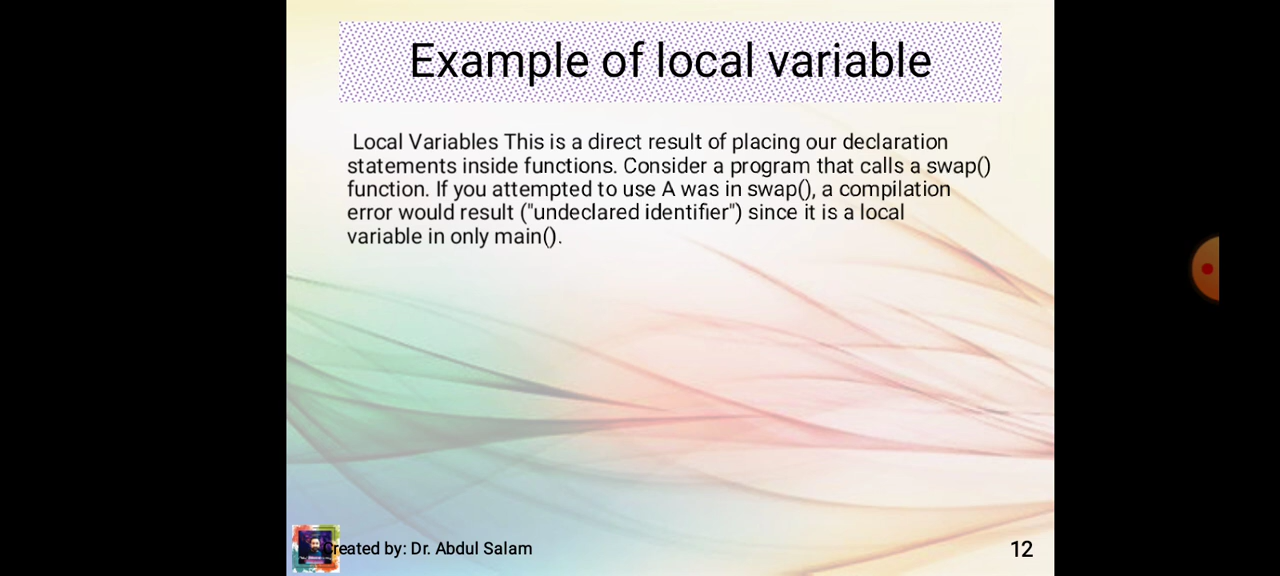 Example of local variable
Local Variables This is a direct result of placing our declaration
statements inside functions. Consider a program that calls a swap()
function. If you attempted to use A was in swap(), a compilation
error would result ("undeclared identifier") since it is a local
variable in only main().
Created by: Dr. Abdul Salam
12